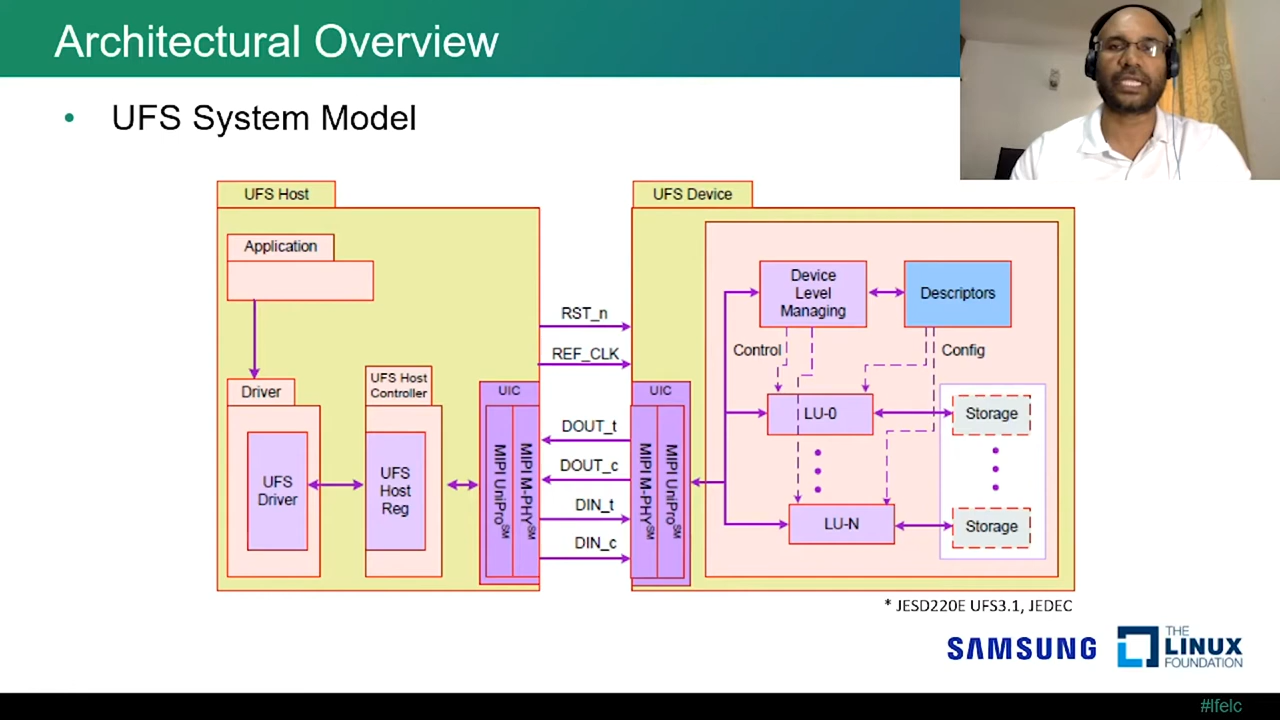 Architectural Overview
• UFS System Model
UFS Host
UFS Device
Application
Device
Level
Managing
Descriptors
RST_n
REF_CLK
Control
Config
Driver
UFS Host
Controller
UIC
UIC
LU-0
Storage
DOUT_t
DOUT_c
DIN_t
DIN_c
UFS
Driver
UFS
Host
Reg
MIPI UniPro℠
MIPI M-PHY℠
MIPI M-PHY℠
MIPI UniPro℠
LU-N
Storage
* JESD220E UFS3.1, JEDEC
SAMSUNG
THE
LINUX
FOUNDATION
#lfelc